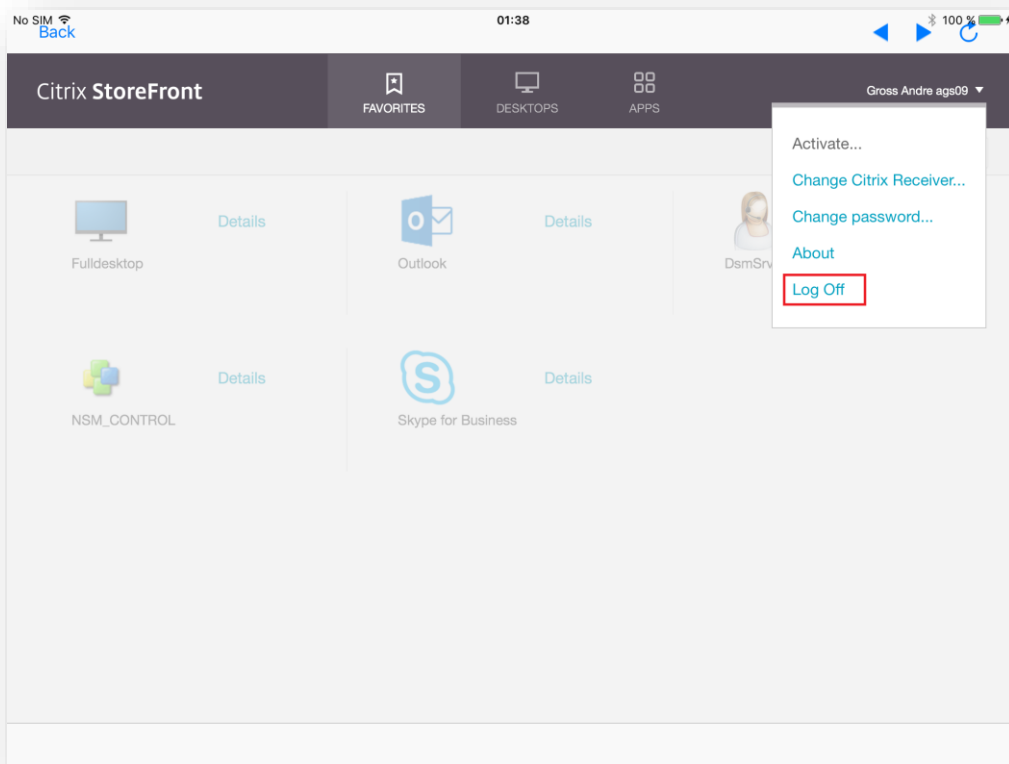 No SIM
01:38
100 %
Back
Citrix StoreFront
FAVORITES
DESKTOPS
APPS
Gross Andre ags09
Activate...
Change Citrix Receiver...
Change password...
About
Log Off
Details
Details
Fulldesktop
Outlook
DsmSrv
Details
Details
NSM_CONTROL
Skype for Business